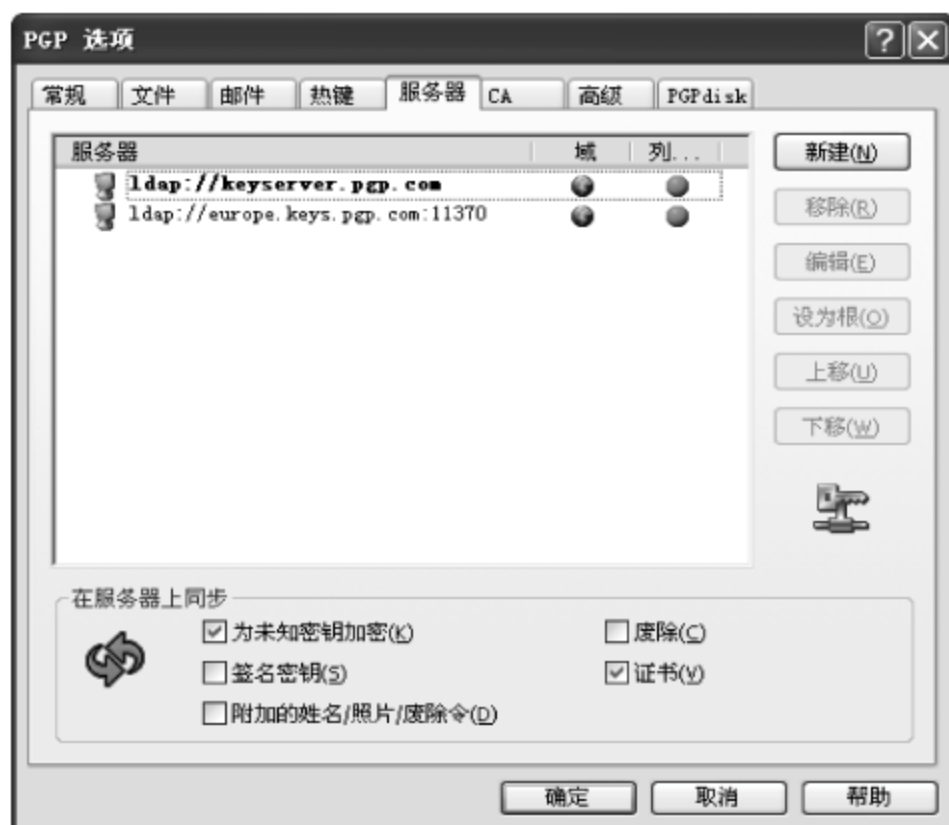 PGP 选项
常规 文件 邮件 热键 服务器 CA 高级 PGPdisk
服务器 域 列...
ldap://keyserver.pgp.com
ldap://europe.keys.pgp.com:11370
新建(N)
移除(R)
编辑(E)
设为根(O)
上移(U)
下移(W)
在服务器上同步
为未知密钥加密(K) 废除(C)
签名密钥(S) 证书(V)
附加的姓名/照片/废除令(D)
确定 取消 帮助